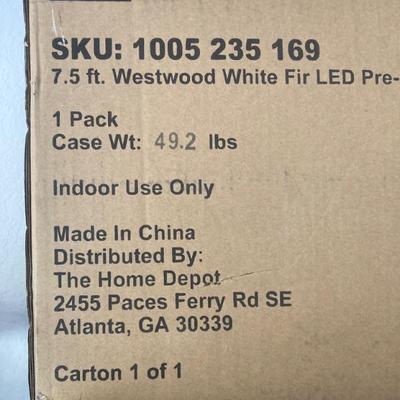 SKU: 1005 235 169
7.5 ft. Westwood White Fir LED Pre-
1 Pack
Case Wt: 49.2 lbs
Indoor Use Only
Made In China
Distributed By:
The Home Depot
2455 Paces Ferry Rd SE
Atlanta, GA 30339
Carton 1 of 1